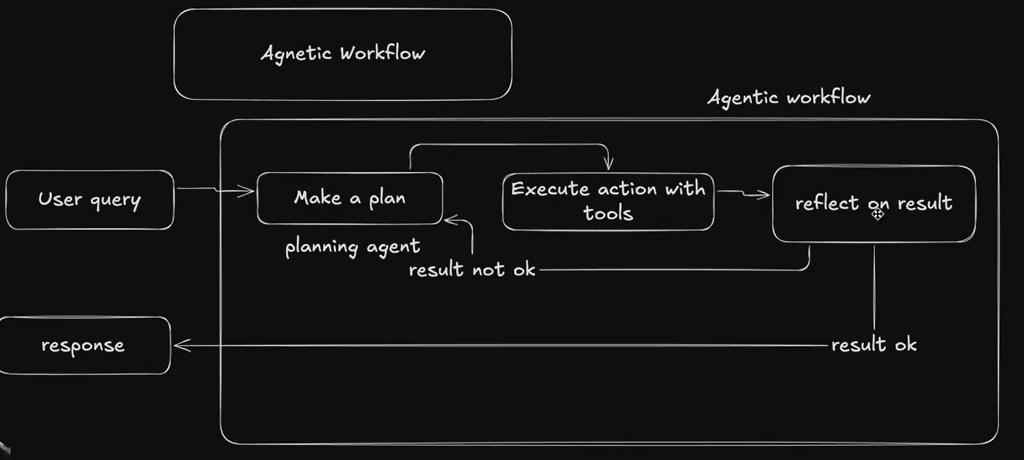 Agnetic Workflow
Agentic workflow
User query
Make a plan
Execute action with
tools
reflect on result
planning agent
result not ok
response
result ok